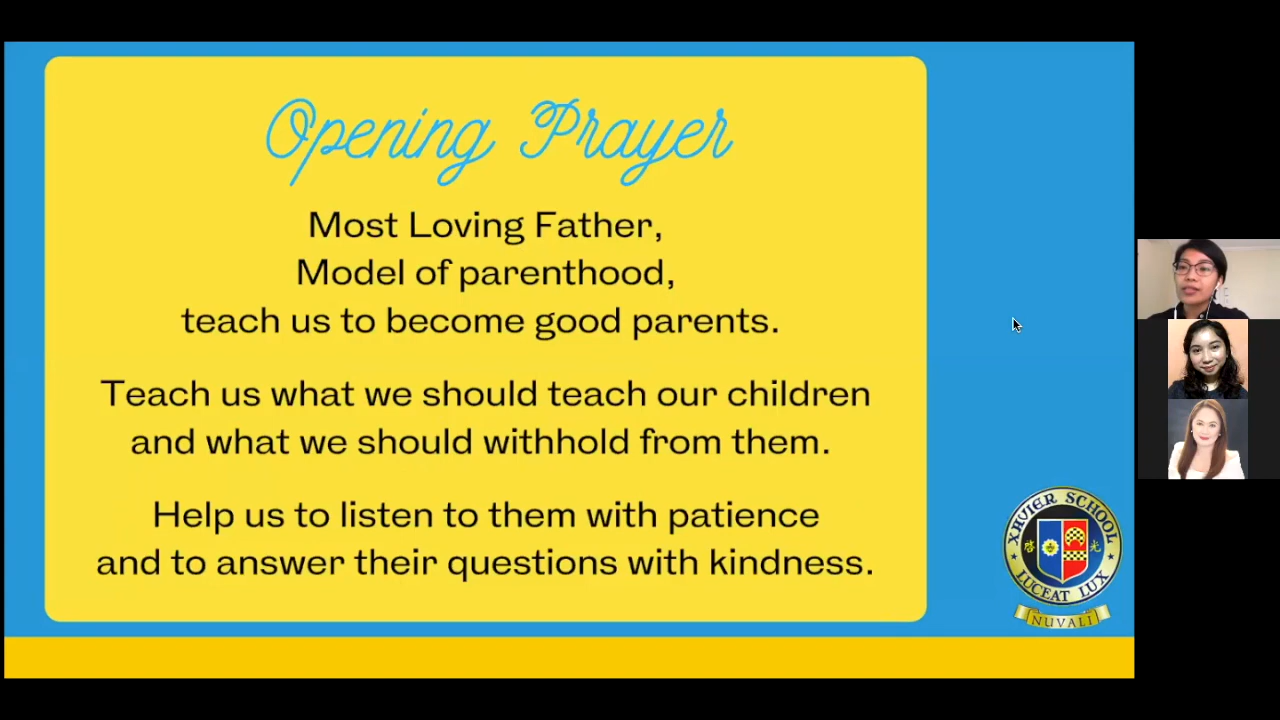 Opening Prayer
Most Loving Father,
Model of parenthood,
teach us to become good parents.
Teach us what we should teach our children
and what we should withhold from them.
Help us to listen to them with patience
and to answer their questions with kindness.
XAVIER SCHOOL
啓 光
LUCEAT LUX
NUVALI